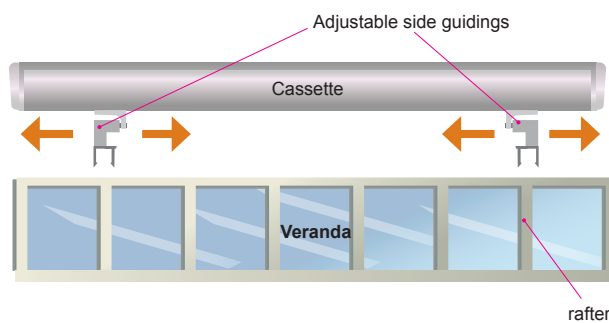 Adjustable side guidings
Cassette
Veranda
rafter